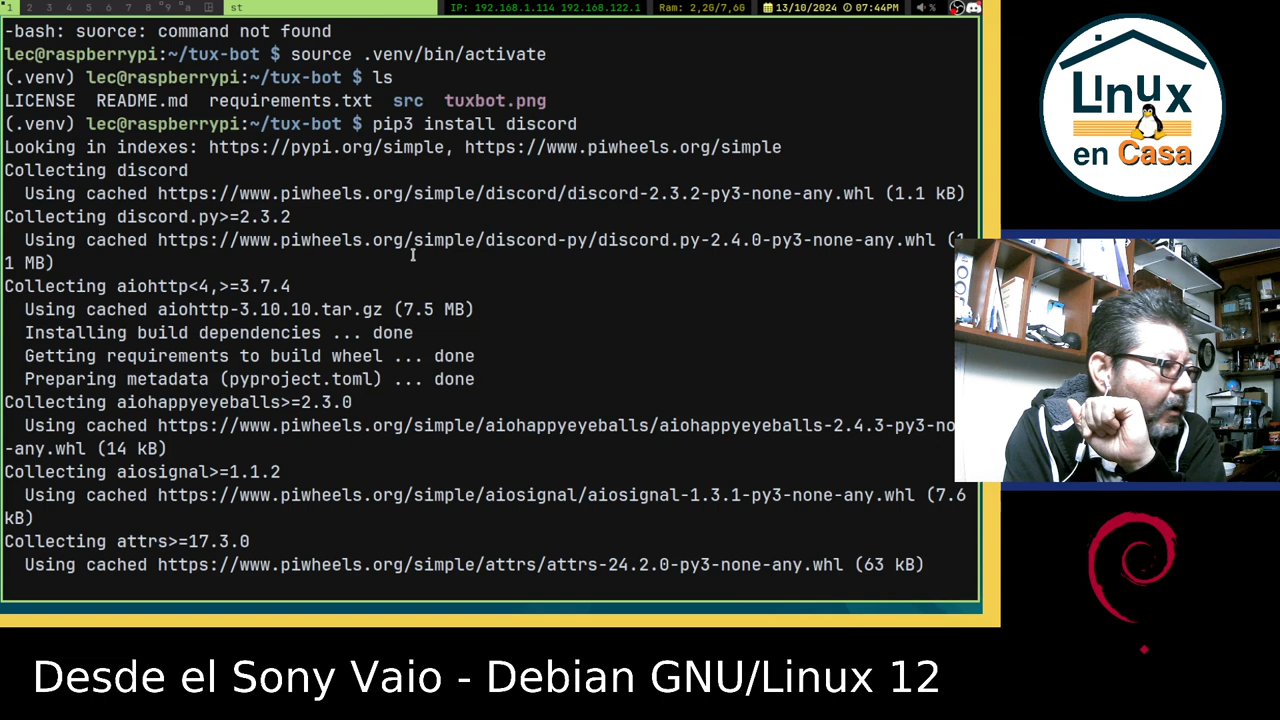 1 2 3 4 5 6 7 8 9 a
st
IP: 192.168.1.114 192.168.122.1
Ram: 2,2G/7,6G
13/10/2024 07:44PM
%
-bash: suorce: command not found
lec@raspberrypi:~/tux-bot $ source .venv/bin/activate
(.venv) lec@raspberrypi:~/tux-bot $ ls
LICENSE README.md requirements.txt src tuxbot.png
(.venv) lec@raspberrypi:~/tux-bot $ pip3 install discord
Looking in indexes: https://pypi.org/simple, https://www.piwheels.org/simple
Collecting discord
Using cached https://www.piwheels.org/simple/discord/discord-2.3.2-py3-none-any.whl (1.1 kB)
Collecting discord.py>=2.3.2
Using cached https://www.piwheels.org/simple/discord-py/discord.py-2.4.0-py3-none-any.whl (1.
1 MB)
Collecting aiohttp<4,>=3.7.4
Using cached aiohttp-3.10.10.tar.gz (7.5 MB)
Installing build dependencies ... done
Getting requirements to build wheel ... done
Preparing metadata (pyproject.toml) ... done
Collecting aiohappyeyeballs>=2.3.0
Using cached https://www.piwheels.org/simple/aiohappyeyeballs/aiohappyeyeballs-2.4.3-py3-no
-any.whl (14 kB)
Collecting aiosignal>=1.1.2
Using cached https://www.piwheels.org/simple/aiosignal/aiosignal-1.3.1-py3-none-any.whl (7.6
kB)
Collecting attrs>=17.3.0
Using cached https://www.piwheels.org/simple/attrs/attrs-24.2.0-py3-none-any.whl (63 kB)
Linux
en Casa
Desde el Sony Vaio - Debian GNU/Linux 12